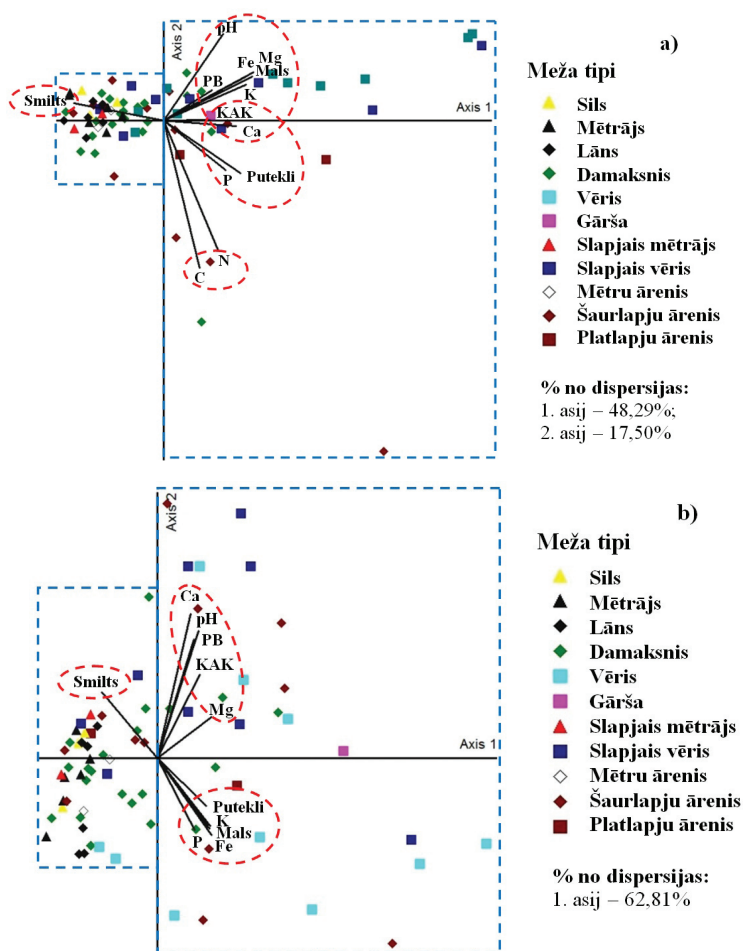 a)
Axis 2
pH
Mg
Fe
Mals
PB
K
Smilts
KAK
Ca
Axis 1
P
Putekli
N
C
Meža tipi
Sils
Mētrājs
Lāns
Damaksnis
Vēris
Gārša
Slapjais mētrājs
Slapjais vēris
Mētru ārenis
Šaurlapju ārenis
Platlapju ārenis
% no dispersijas:
1. asij – 48,29%;
2. asij – 17,50%
b)
Axis 2
Ca
pH
PB
KAK
Smilts
Mg
Axis 1
Putekli
K
Mals
P
Fe
Meža tipi
Sils
Mētrājs
Lāns
Damaksnis
Vēris
Gārša
Slapjais mētrājs
Slapjais vēris
Mētru ārenis
Šaurlapju ārenis
Platlapju ārenis
% no dispersijas:
1. asij – 62,81%